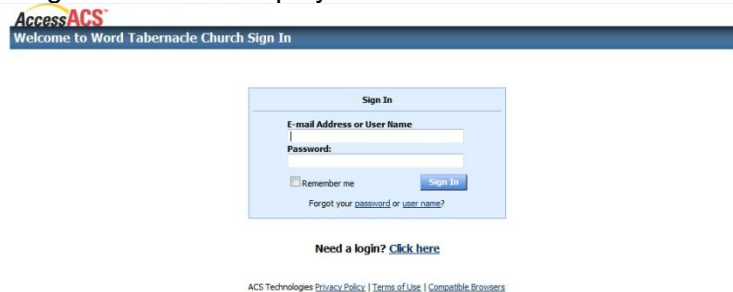 AccessACS™
Welcome to Word Tabernacle Church Sign In
Sign In
E-mail Address or User Name
Password:
Remember me
Sign In
Forgot your password or user name?
Need a login? Click here
ACS Technologies Privacy Policy | Terms of Use | Compatible Browsers